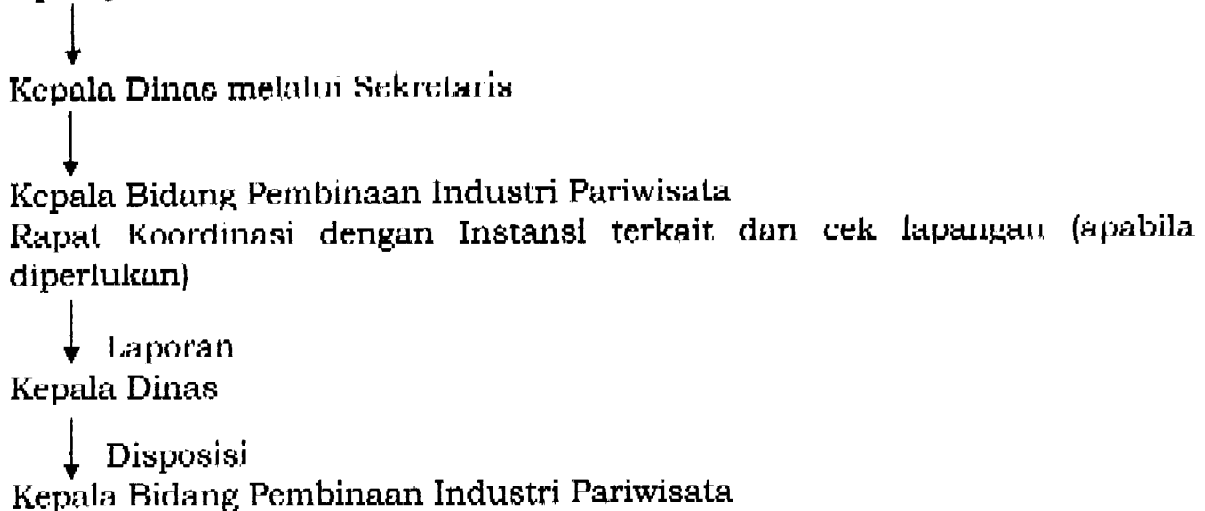 Kepala Dinas melalui Sekretaris
Kepala Bidang Pembinaan Industri Pariwisata
Rapat Koordinasi dengan Instansi terkait dan cek lapangan (apabila
diperlukan)
Laporan
Kepala Dinas
Disposisi
Kepala Bidang Pembinaan Industri Pariwisata